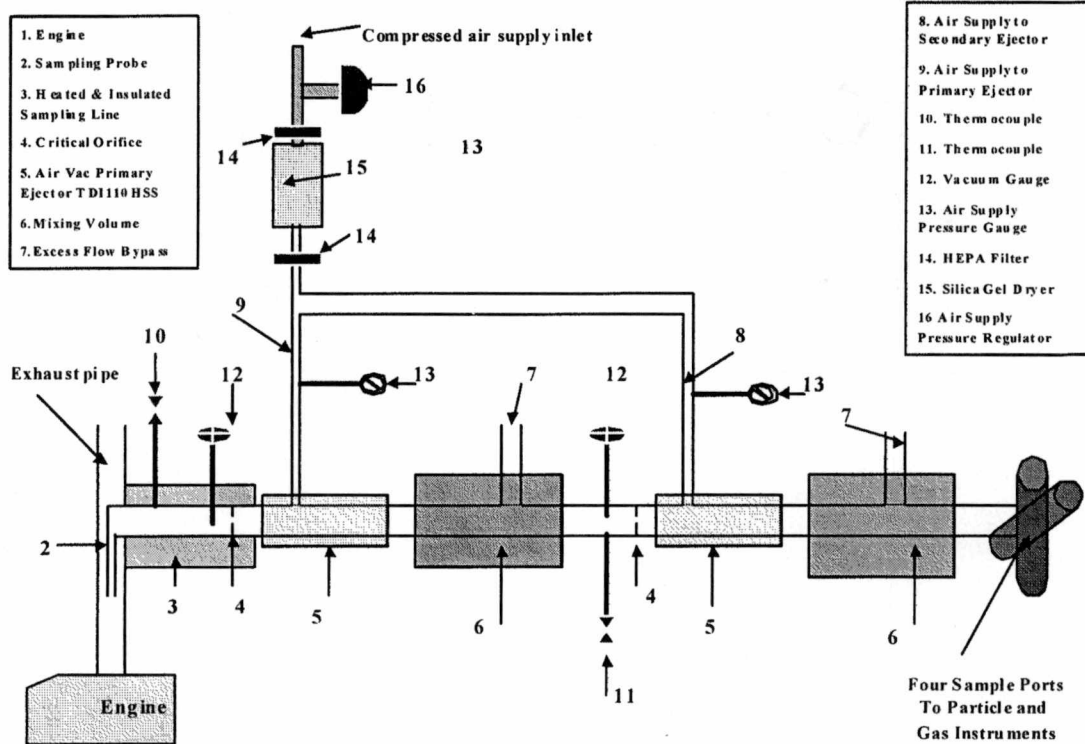 1. Engine
2. Sampling Probe
3. Heated & Insulated
Sampling Line
4. Critical Orifice
5. Air Vac Primary
Ejector TD110HSS
6. Mixing Volume
7. Excess Flow Bypass
Compressed air supply inlet
16
14
13
15
14
8. Air Supply to
Secondary Ejector
9. Air Supply to
Primary Ejector
10. Thermocouple
11. Thermocouple
12. Vacuum Gauge
13. Air Supply
Pressure Gauge
14. HEPA Filter
15. Silica Gel Dryer
16 Air Supply
Pressure Regulator
9
10
8
Exhaust pipe
12
13
7
12
13
7
2
3
4
5
6
4
5
6
11
Engine
Four Sample Ports
To Particle and
Gas Instruments